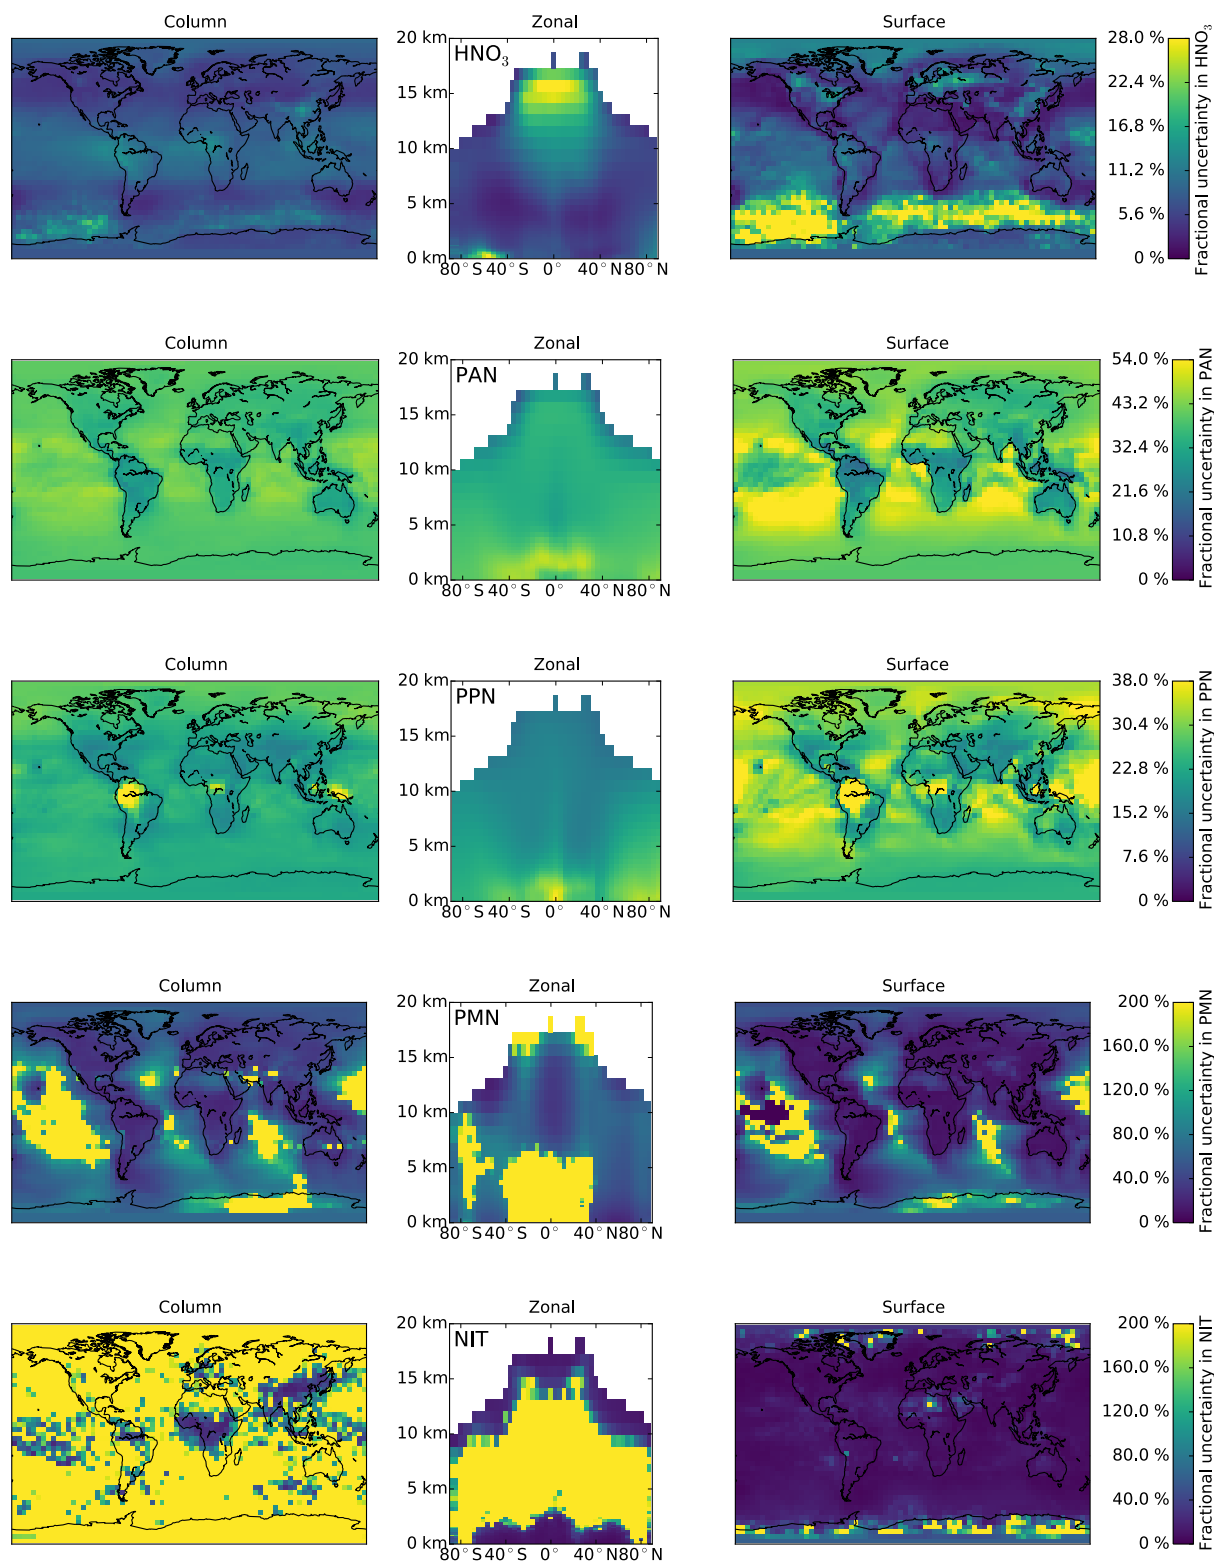 Column Zonal Surface
20 km HNO₃ 28.0 %
15 km 22.4 %
10 km 16.8 %
11.2 %
5 km 5.6 %
0 km 0 %
80°S 40°S 0° 40°N 80°N
Fractional uncertainty in HNO₃
Column Zonal Surface
20 km PAN 54.0 %
15 km 43.2 %
10 km 32.4 %
21.6 %
5 km 10.8 %
0 km 0 %
80°S 40°S 0° 40°N 80°N
Fractional uncertainty in PAN
Column Zonal Surface
20 km PPN 38.0 %
15 km 30.4 %
10 km 22.8 %
15.2 %
5 km 7.6 %
0 km 0 %
80°S 40°S 0° 40°N 80°N
Fractional uncertainty in PPN
Column Zonal Surface
20 km PMN 200 %
15 km 160.0 %
10 km 120.0 %
80.0 %
5 km 40.0 %
0 km 0 %
80°S 40°S 0° 40°N 80°N
Fractional uncertainty in PMN
Column Zonal Surface
20 km NIT 200 %
15 km 160.0 %
10 km 120.0 %
80.0 %
5 km 40.0 %
0 km 0 %
80°S 40°S 0° 40°N 80°N
Fractional uncertainty in NIT